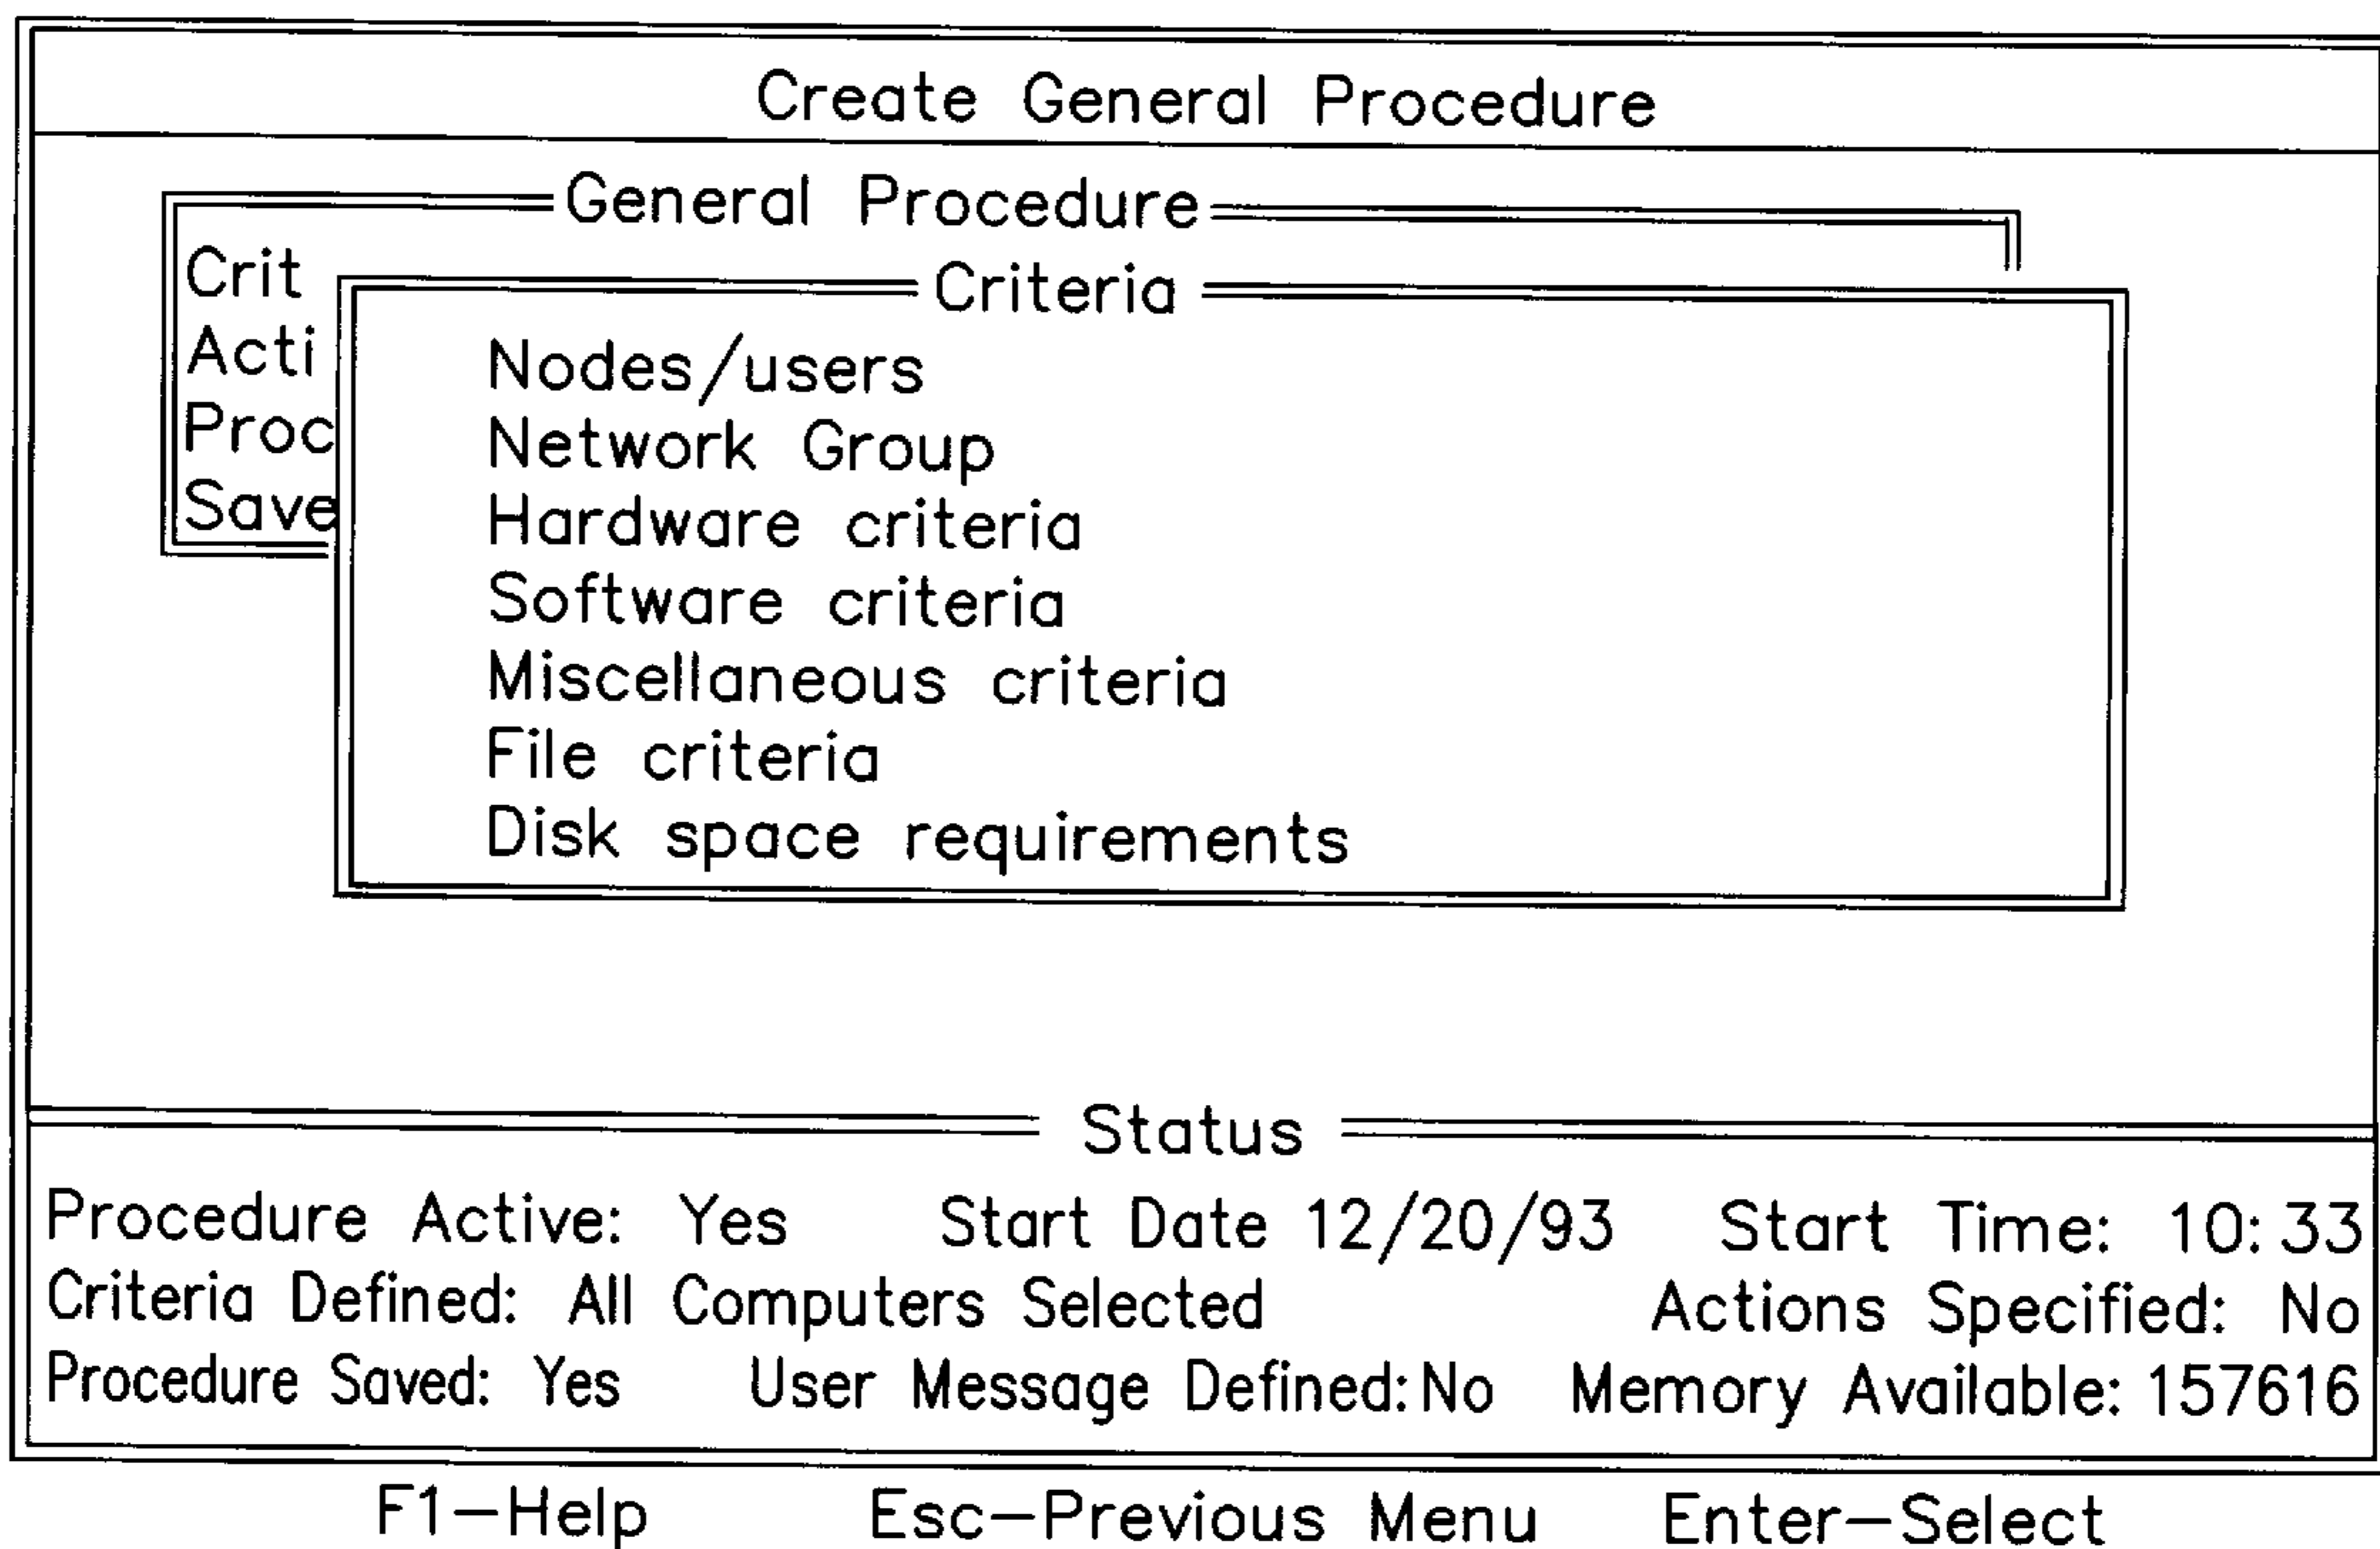 Create General Procedure
General Procedure
Crit
Criteria
Acti
Proc
Save
Nodes/users
Network Group
Hardware criteria
Software criteria
Miscellaneous criteria
File criteria
Disk space requirements
Status
Procedure Active: Yes Start Date 12/20/93 Start Time: 10:33
Criteria Defined: All Computers Selected Actions Specified: No
Procedure Saved: Yes User Message Defined: No Memory Available: 157616
F1-Help Esc-Previous Menu Enter-Select